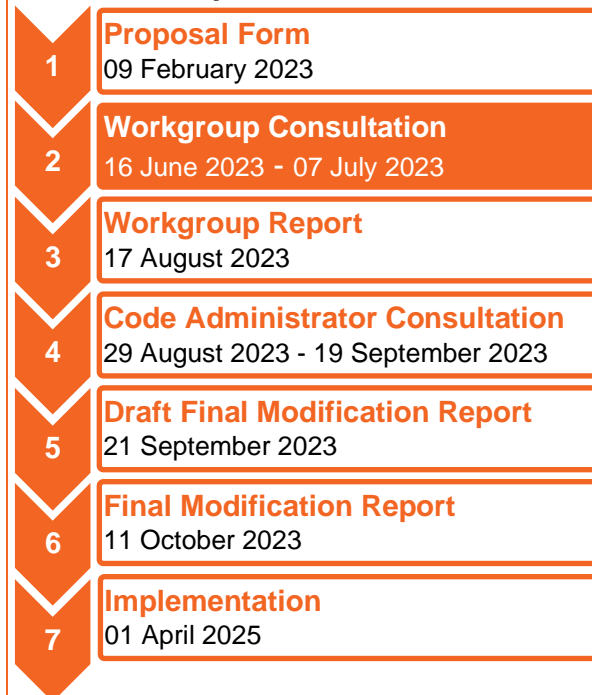 1
Proposal Form
09 February 2023
2
Workgroup Consultation
16 June 2023 - 07 July 2023
3
Workgroup Report
17 August 2023
4
Code Administrator Consultation
29 August 2023 - 19 September 2023
5
Draft Final Modification Report
21 September 2023
6
Final Modification Report
11 October 2023
7
Implementation
01 April 2025